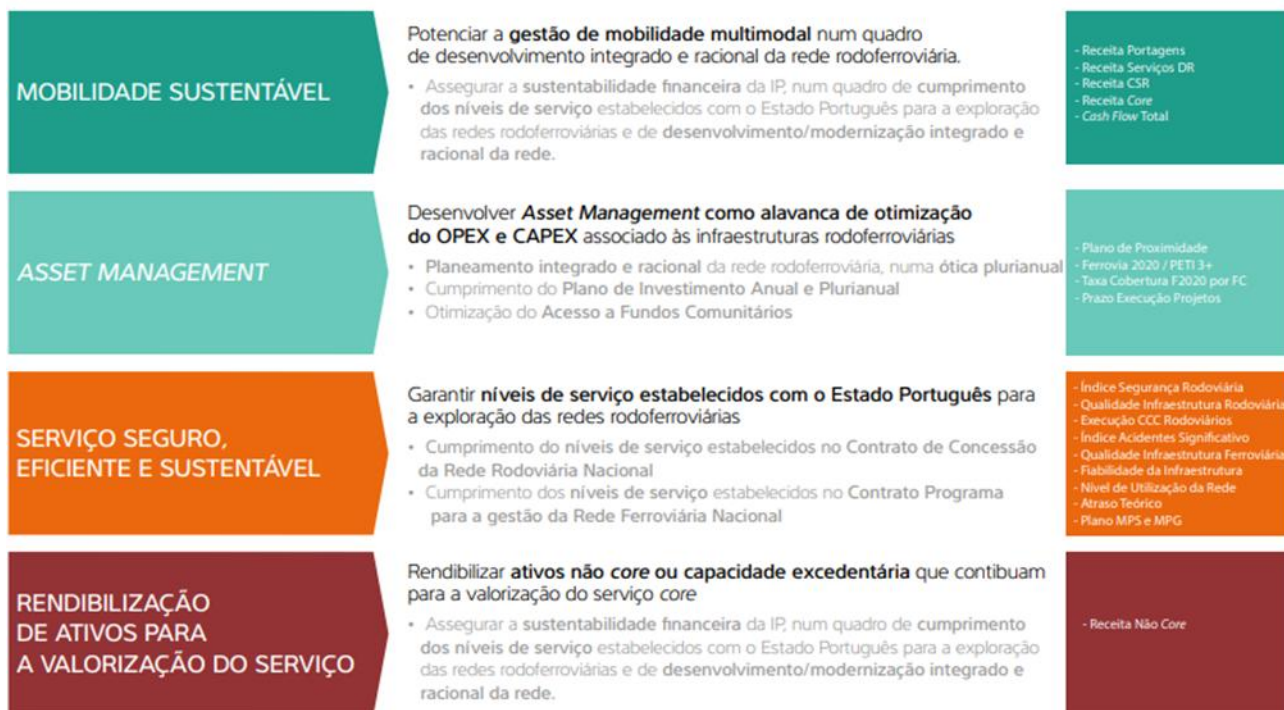 MOBILIDADE SUSTENTÁVEL
Potenciar a gestão de mobilidade multimodal num quadro
de desenvolvimento integrado e racional da rede rodoferroviária.
• Assegurar a sustentabilidade financeira da IP, num quadro de cumprimento
dos níveis de serviço estabelecidos com o Estado Português para a exploração
das redes rodoferroviárias e de desenvolvimento/modernização integrado e
racional da rede.
- Receita Portagens
- Receita Serviços DR
- Receita CSR
- Receita Core
- Cash Flow Total
ASSET MANAGEMENT
Desenvolver Asset Management como alavanca de otimização
do OPEX e CAPEX associado às infraestruturas rodoferroviárias
• Planeamento integrado e racional da rede rodoferroviária, numa ótica plurianual
• Cumprimento do Plano de Investimento Anual e Plurianual
• Otimização do Acesso a Fundos Comunitários
- Plano de Proximidade
- Ferrovia 2020 / PETI 3+
- Taxa Cobertura F2020 por FC
- Prazo Execução Projetos
SERVIÇO SEGURO,
EFICIENTE E SUSTENTÁVEL
Garantir níveis de serviço estabelecidos com o Estado Português para
a exploração das redes rodoferroviárias
• Cumprimento do níveis de serviço estabelecidos no Contrato de Concessão
da Rede Rodoviária Nacional
• Cumprimento dos níveis de serviço estabelecidos no Contrato Programa
para a gestão da Rede Ferroviária Nacional
- Índice Segurança Rodoviária
- Qualidade Infraestrutura Rodoviária
- Execução CCC Rodoviários
- Índice Acidentes Significativo
- Qualidade Infraestrutura Ferroviária
- Fiabilidade da Infraestrutura
- Nível de Utilização da Rede
- Atraso Teórico
- Plano MPS e MPG
RENDIBILIZAÇÃO
DE ATIVOS PARA
A VALORIZAÇÃO DO SERVIÇO
Rendibilizar ativos não core ou capacidade excedentária que contibuam
para a valorização do serviço core
• Assegurar a sustentabilidade financeira da IP, num quadro de cumprimento
dos níveis de serviço estabelecidos com o Estado Português para a exploração
das redes rodoferroviárias e de desenvolvimento/modernização integrado e
racional da rede.
- Receita Não Core